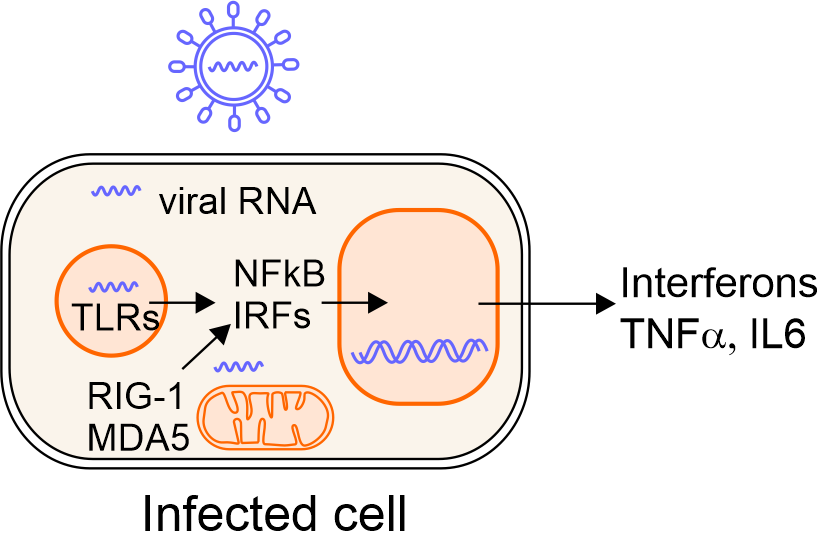 viral RNA
TLRs
NFkB
IRFs
RIG-1
MDA5
Interferons
TNFα, IL6
Infected cell